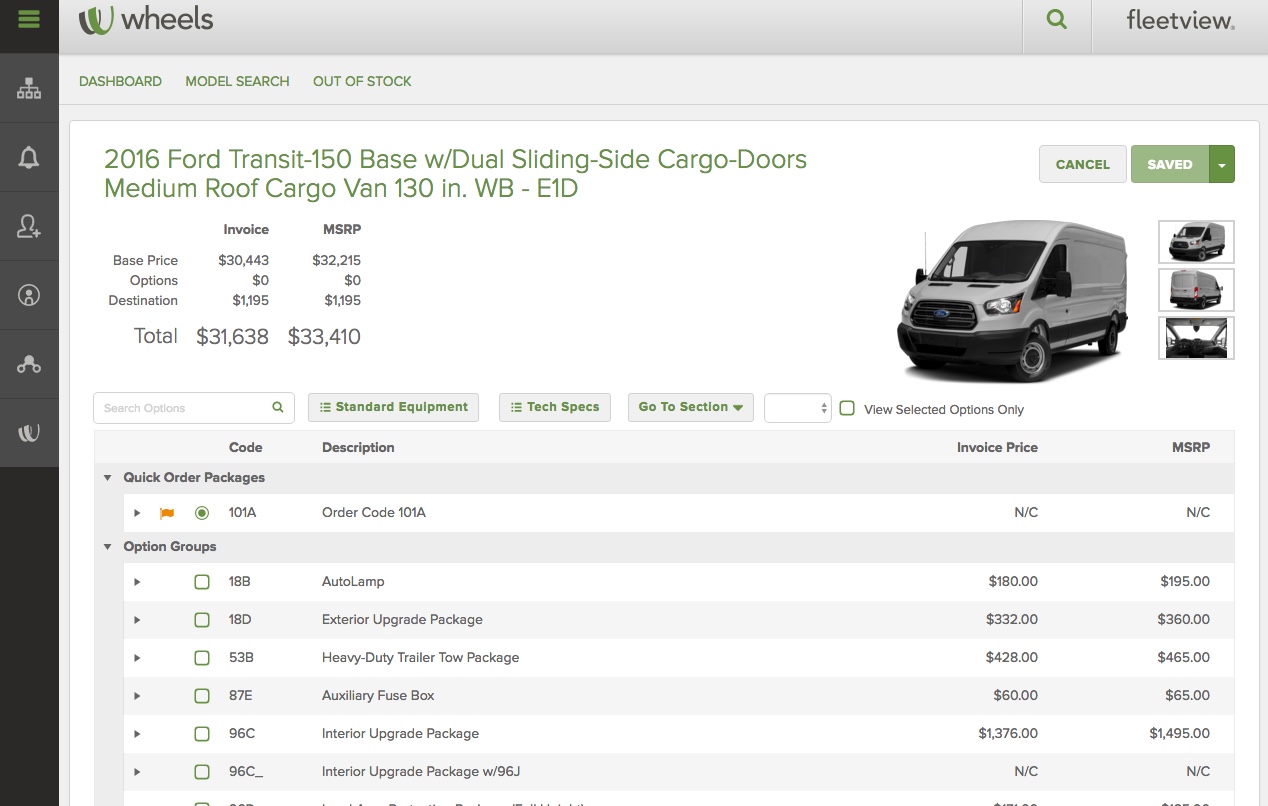 wheels
fleetview®
DASHBOARD MODEL SEARCH OUT OF STOCK
2016 Ford Transit-150 Base w/Dual Sliding-Side Cargo-Doors
Medium Roof Cargo Van 130 in. WB - E1D
CANCEL SAVED
Invoice MSRP
Base Price $30,443 $32,215
Options $0 $0
Destination $1,195 $1,195
Total $31,638 $33,410
Search Options Standard Equipment Tech Specs Go To Section View Selected Options Only
Code Description Invoice Price MSRP
Quick Order Packages
101A Order Code 101A N/C N/C
Option Groups
18B AutoLamp $180.00 $195.00
18D Exterior Upgrade Package $332.00 $360.00
53B Heavy-Duty Trailer Tow Package $428.00 $465.00
87E Auxiliary Fuse Box $60.00 $65.00
96C Interior Upgrade Package $1,376.00 $1,495.00
96C_ Interior Upgrade Package w/96J N/C N/C